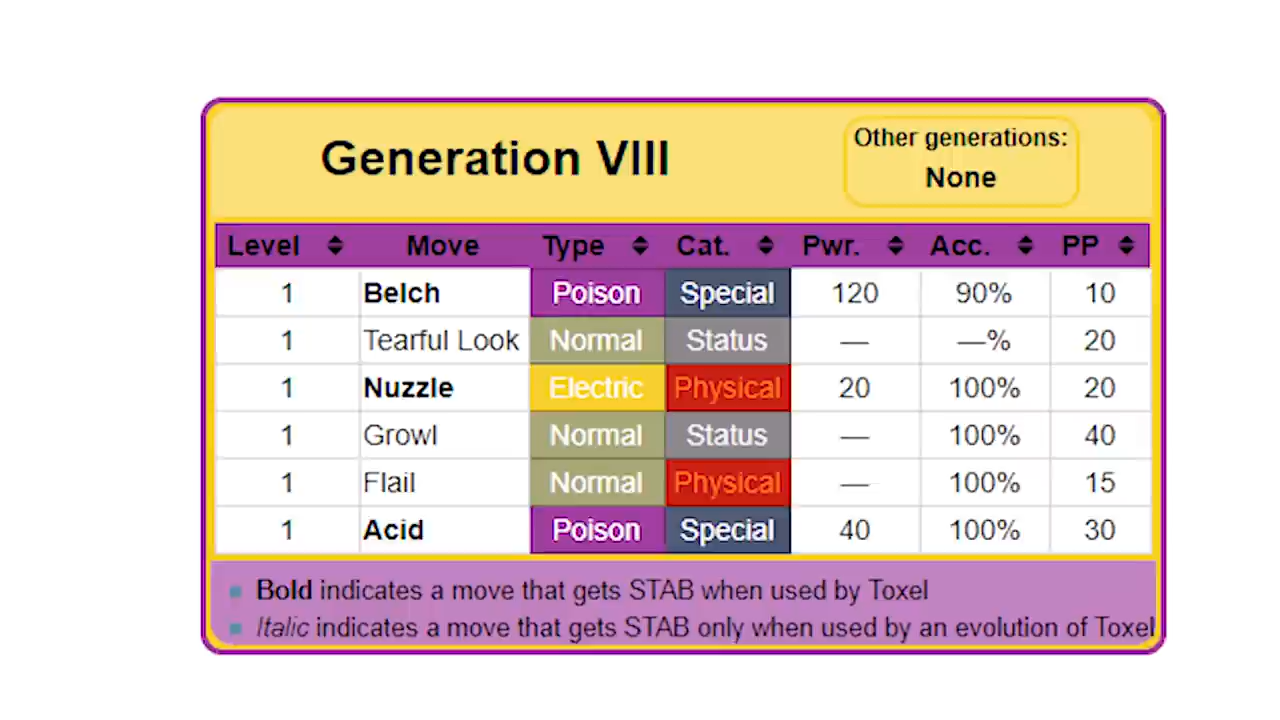 Generation VIII
Other generations:
None
Level Move Type Cat. Pwr. Acc. PP
1 Belch Poison Special 120 90% 10
1 Tearful Look Normal Status — —% 20
1 Nuzzle Electric Physical 20 100% 20
1 Growl Normal Status — 100% 40
1 Flail Normal Physical — 100% 15
1 Acid Poison Special 40 100% 30
Bold indicates a move that gets STAB when used by Toxel
Italic indicates a move that gets STAB only when used by an evolution of Toxel